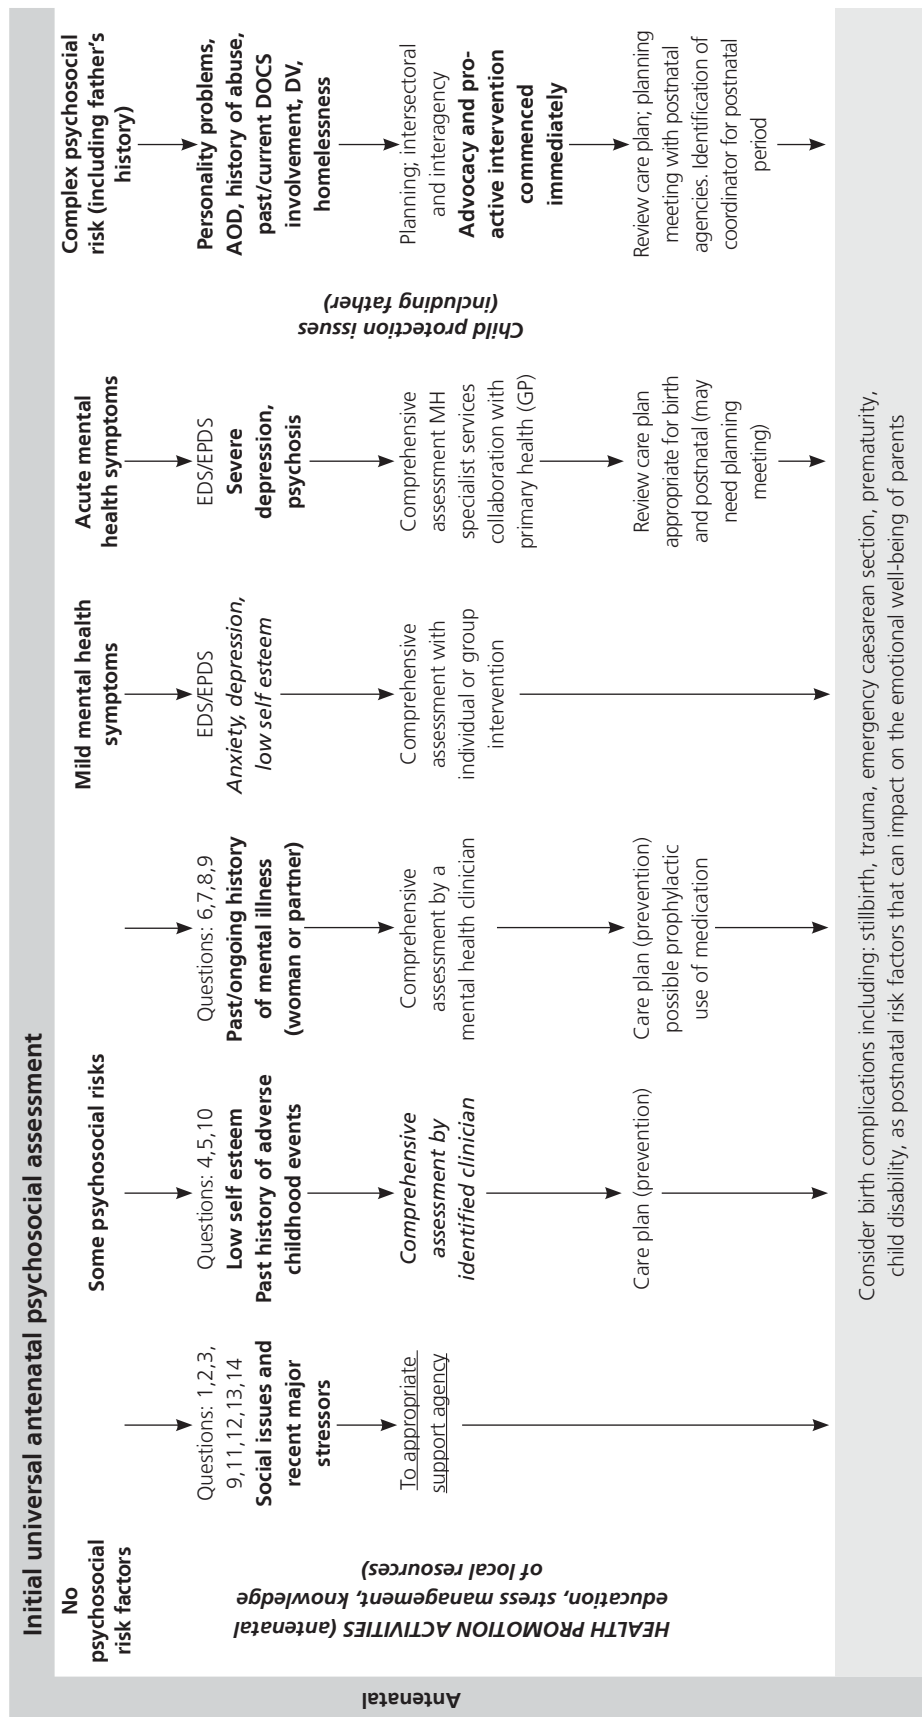 Initial universal antenatal psychosocial assessment
Antenatal
No
psychosocial
risk factors
HEALTH PROMOTION ACTIVITIES (antenatal
education, stress management, knowledge
of local resources)
Some psychosocial risks
Questions: 1,2,3,
9,11,12,13,14
Social issues and
recent major
stressors
To appropriate
support agency
Questions: 4,5,10
Low self esteem
Past history of adverse
childhood events
Comprehensive
assessment by
identified clinician
Care plan (prevention)
Questions: 6,7,8,9
Past/ongoing history
of mental illness
(woman or partner)
Comprehensive
assessment by a
mental health clinician
Care plan (prevention)
possible prophylactic
use of medication
Mild mental health
symptoms
EDS/EPDS
Anxiety, depression,
low self esteem
Comprehensive
assessment with
individual or group
intervention
Acute mental
health symptoms
EDS/EPDS
Severe
depression,
psychosis
Comprehensive
assessment MH
specialist services
collaboration with
primary health (GP)
Review care plan
appropriate for birth
and postnatal (may
need planning
meeting)
Child protection issues
(including father)
Complex psychosocial
risk (including father's
history)
Personality problems,
AOD, history of abuse,
past/current DOCS
involvement, DV,
homelessness
Planning; intersectoral
and interagency
Advocacy and pro-
active intervention
commenced
immediately
Review care plan; planning
meeting with postnatal
agencies. Identification of
coordinator for postnatal
period
Consider birth complications including: stillbirth, trauma, emergency caesarean section, prematurity,
child disability, as postnatal risk factors that can impact on the emotional well-being of parents